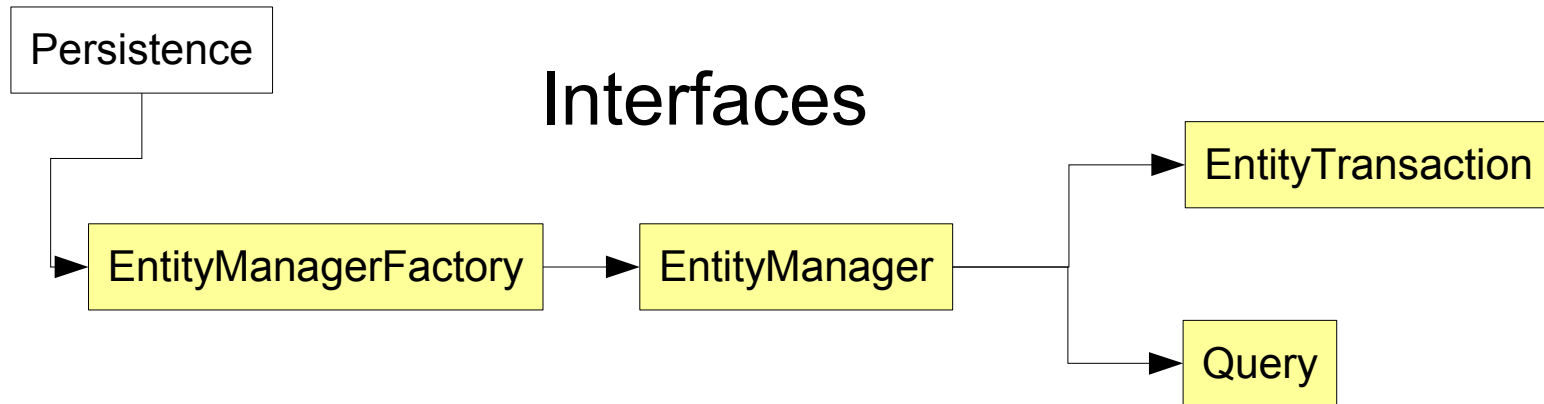 Persistence
Interfaces
EntityTransaction
EntityManagerFactory
EntityManager
Query